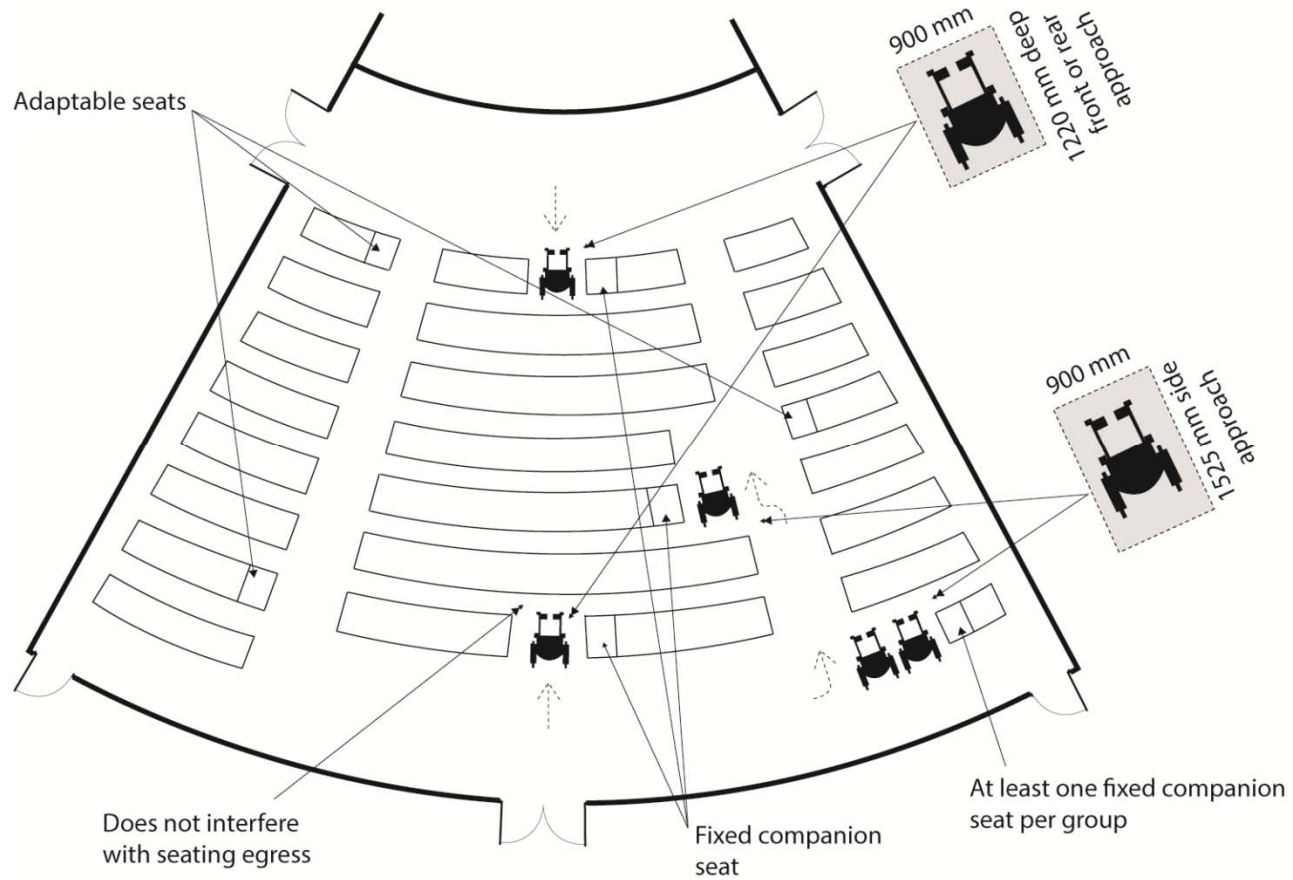 900 mm
1220 mm deep
front or rear
approach
Adaptable seats
900 mm
1525 mm side
approach
Does not interfere
with seating egress
Fixed companion
seat
At least one fixed companion
seat per group